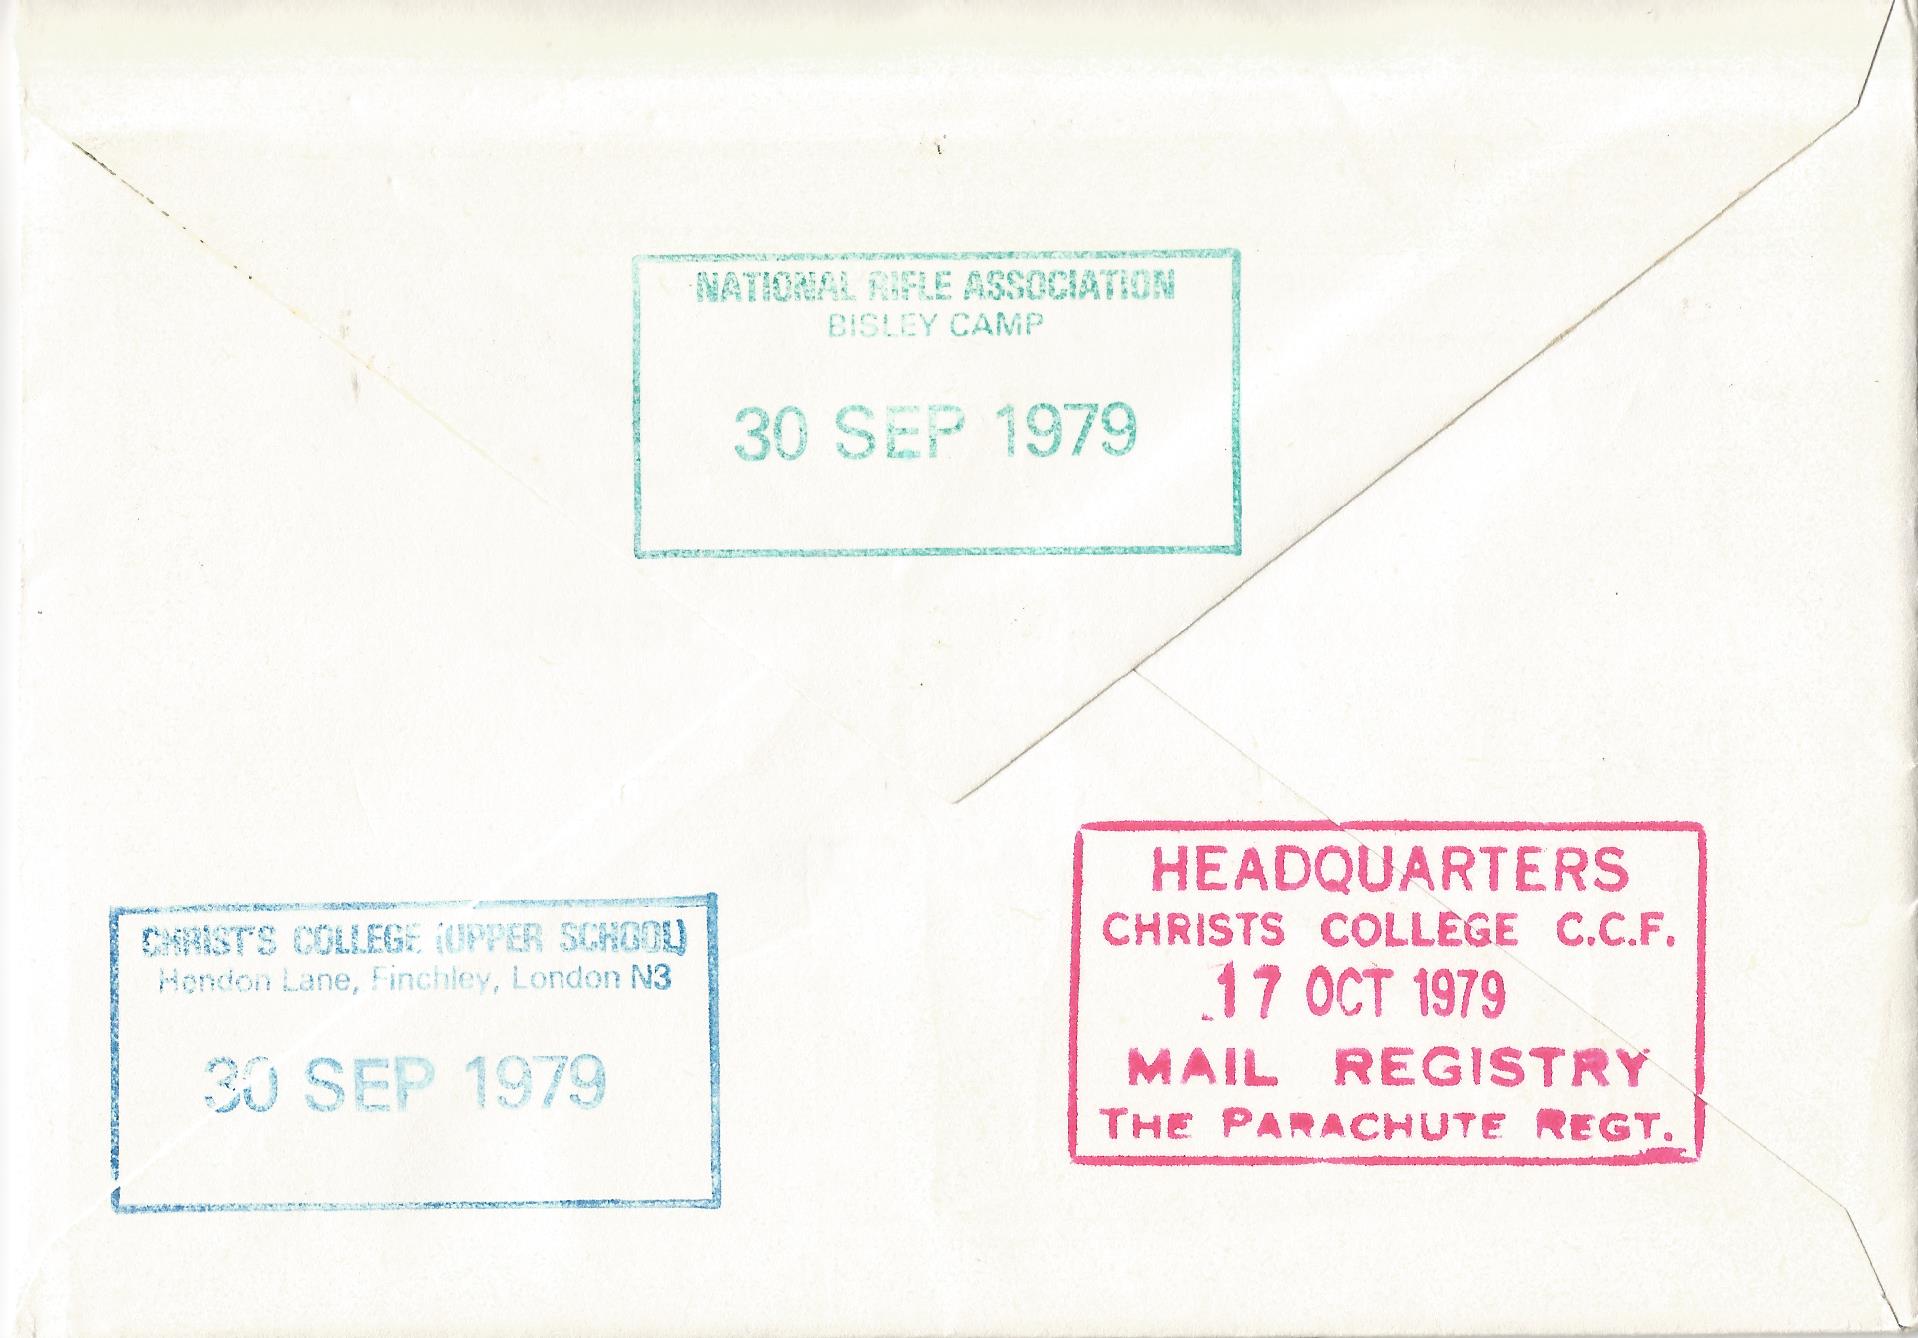 NATIONAL RIFLE ASSOCIATION
BISLEY CAMP
30 SEP 1979
CHRIST'S COLLEGE (UPPER SCHOOL)
Hendon Lane, Finchley, London N3
30 SEP 1979
HEADQUARTERS
CHRISTS COLLEGE C.C.F.
17 OCT 1979
MAIL REGISTRY
THE PARACHUTE REGT.